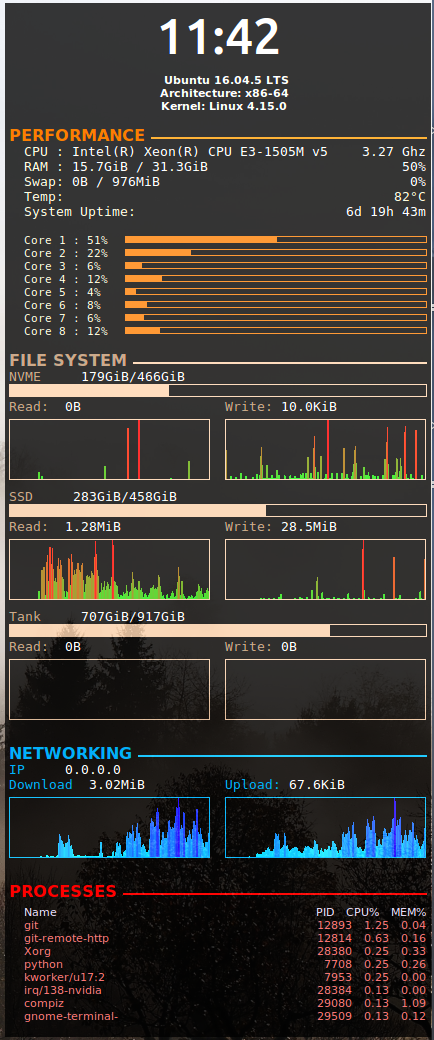 11:42
Ubuntu 16.04.5 LTS
Architecture: x86-64
Kernel: Linux 4.15.0
PERFORMANCE
CPU : Intel(R) Xeon(R) CPU E3-1505M v5 3.27 Ghz
RAM : 15.7GiB / 31.3GiB 50%
Swap: 0B / 976MiB 0%
Temp: 82°C
System Uptime: 6d 19h 43m
Core 1 : 51%
Core 2 : 22%
Core 3 : 6%
Core 4 : 12%
Core 5 : 4%
Core 6 : 8%
Core 7 : 6%
Core 8 : 12%
FILE SYSTEM
NVME 179GiB/466GiB
Read: 0B Write: 10.0KiB
SSD 283GiB/458GiB
Read: 1.28MiB Write: 28.5MiB
Tank 707GiB/917GiB
Read: 0B Write: 0B
NETWORKING
IP 0.0.0.0
Download 3.02MiB Upload: 67.6KiB
PROCESSES
Name PID CPU% MEM%
git 12893 1.25 0.04
git-remote-http 12814 0.63 0.16
Xorg 28380 0.25 0.33
python 7708 0.25 0.26
kworker/u17:2 7953 0.25 0.00
irq/138-nvidia 28384 0.13 0.00
compiz 29080 0.13 1.09
gnome-terminal- 29509 0.13 0.12